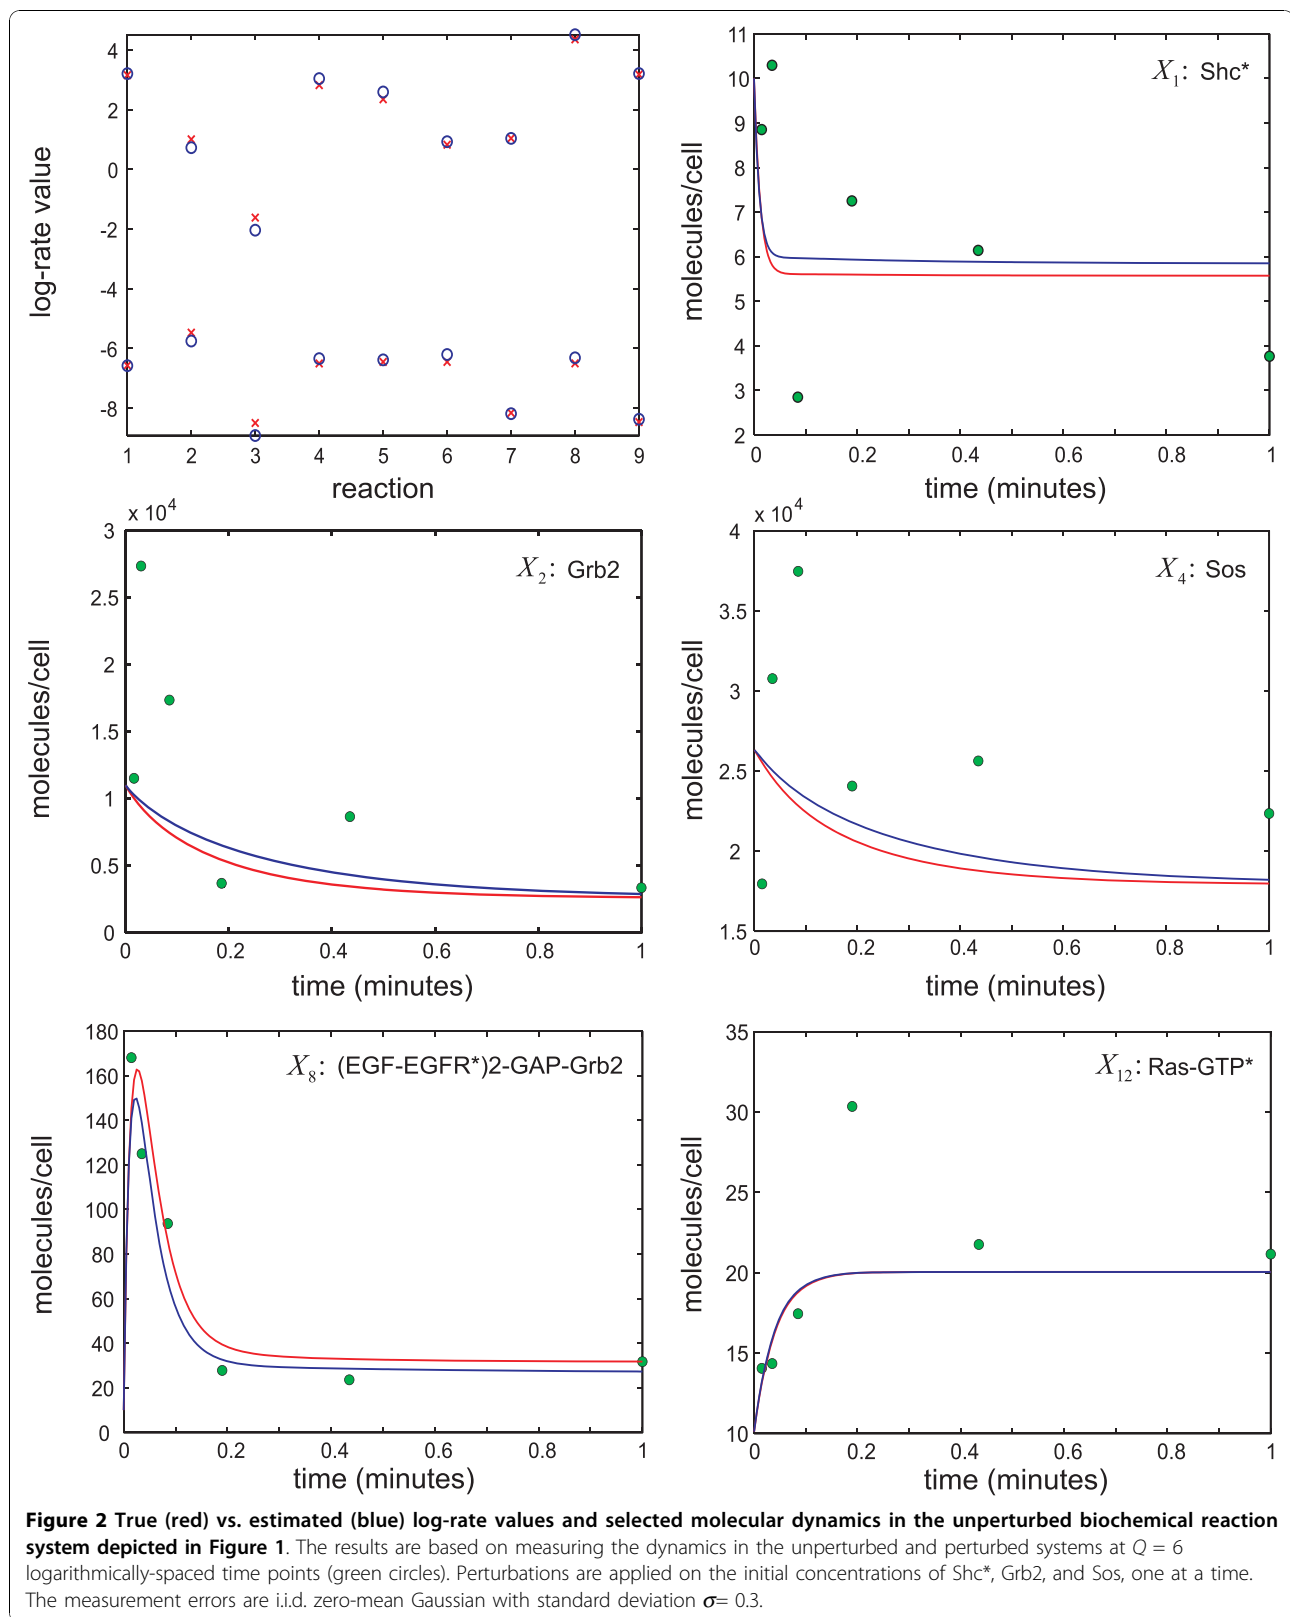 4
2
0
-2
-4
-6
-8
log-rate value
1 2 3 4 5 6 7 8 9
reaction
11
10
9
8
7
6
5
4
3
2
molecules/cell
X1: Shc*
0 0.2 0.4 0.6 0.8 1
time (minutes)
x 10^4
3
2.5
2
1.5
1
0.5
0
molecules/cell
X2: Grb2
0 0.2 0.4 0.6 0.8 1
time (minutes)
x 10^4
4
3.5
3
2.5
2
1.5
molecules/cell
X4: Sos
0 0.2 0.4 0.6 0.8 1
time (minutes)
180
160
140
120
100
80
60
40
20
0
molecules/cell
X8: (EGF-EGFR*)2-GAP-Grb2
0 0.2 0.4 0.6 0.8 1
time (minutes)
35
30
25
20
15
10
molecules/cell
X12: Ras-GTP*
0 0.2 0.4 0.6 0.8 1
time (minutes)
Figure 2 True (red) vs. estimated (blue) log-rate values and selected molecular dynamics in the unperturbed biochemical reaction
system depicted in Figure 1. The results are based on measuring the dynamics in the unperturbed and perturbed systems at Q = 6
logarithmically-spaced time points (green circles). Perturbations are applied on the initial concentrations of Shc*, Grb2, and Sos, one at a time.
The measurement errors are i.i.d. zero-mean Gaussian with standard deviation σ= 0.3.